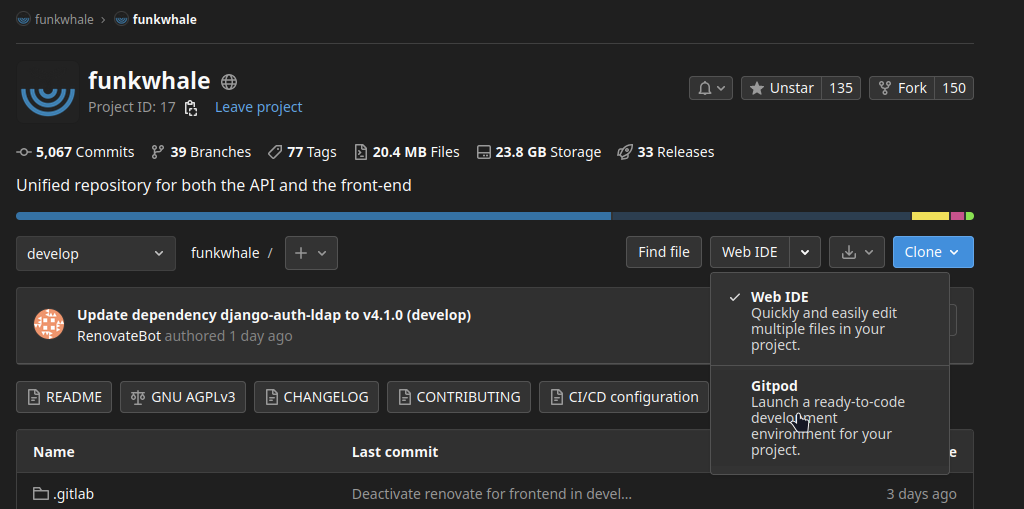 funkwhale › funkwhale
funkwhale
Project ID: 17 Leave project
Unstar 135 Fork 150
5,067 Commits 39 Branches 77 Tags 20.4 MB Files 23.8 GB Storage 33 Releases
Unified repository for both the API and the front-end
develop funkwhale / + Find file Web IDE Clone
Update dependency django-auth-ldap to v4.1.0 (develop)
RenovateBot authored 1 day ago
Web IDE
Quickly and easily edit
multiple files in your
project.
Gitpod
Launch a ready-to-code
development
environment for your
project.
README GNU AGPLv3 CHANGELOG CONTRIBUTING CI/CD configuration
Name Last commit
.gitlab Deactivate renovate for frontend in devel... 3 days ago